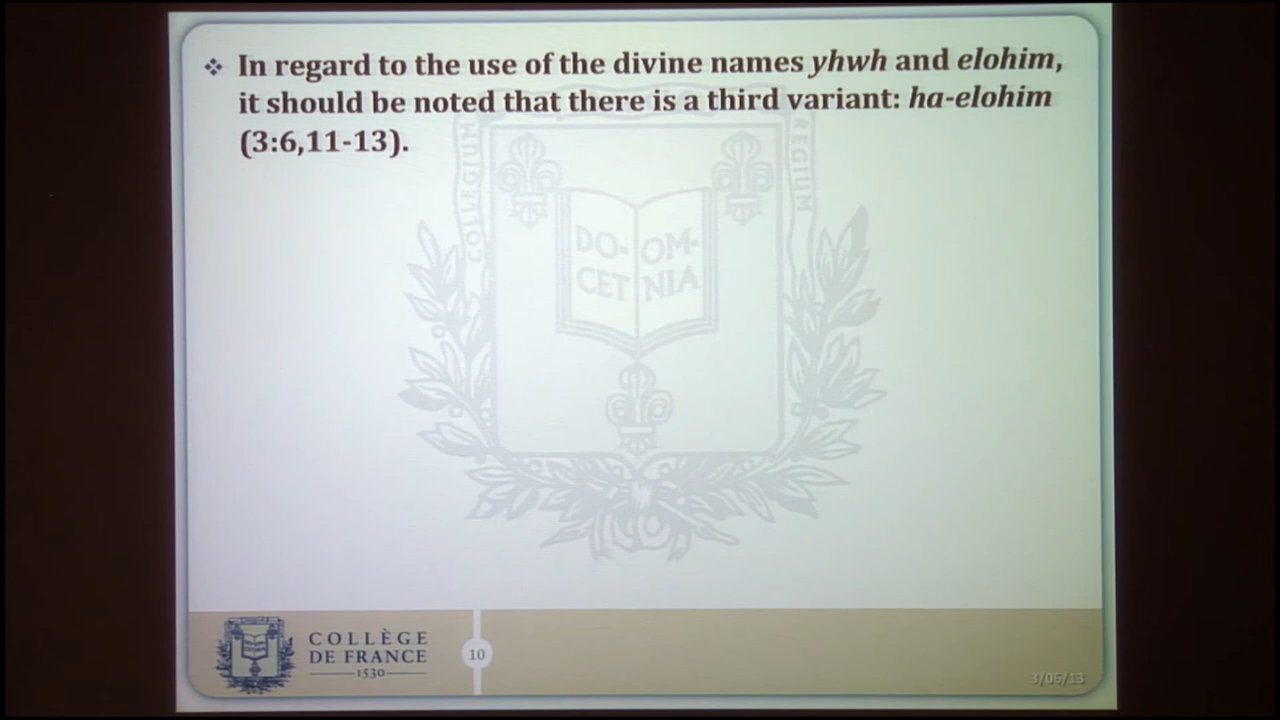 ❖ In regard to the use of the divine names yhwh and elohim,
it should be noted that there is a third variant: ha-elohim
(3:6,11-13).
COLLEGIUM
REGIUM
DO- OM-
CET NIA
COLLÈGE
DE FRANCE
1530
10
3/06/13